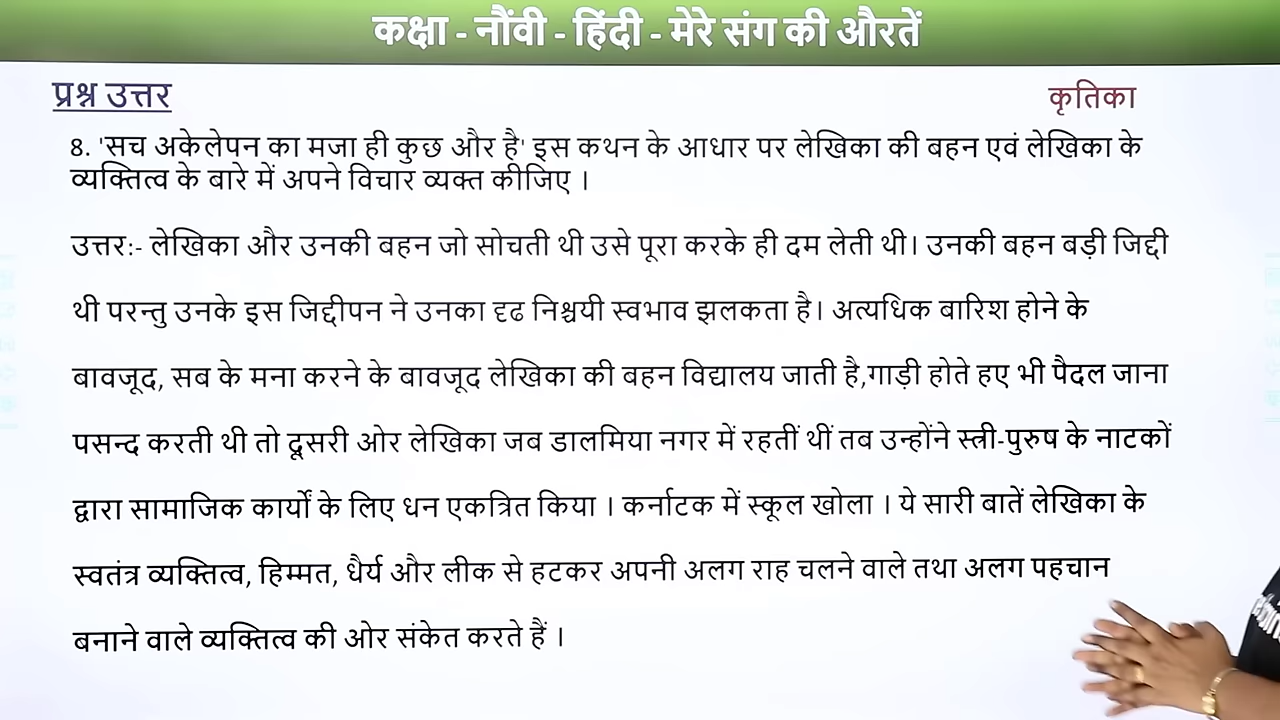 कक्षा - नौंवी - हिंदी - मेरे संग की औरतें
प्रश्न उत्तर
कृतिका
8. 'सच अकेलेपन का मजा ही कुछ और है' इस कथन के आधार पर लेखिका की बहन एवं लेखिका के
व्यक्तित्व के बारे में अपने विचार व्यक्त कीजिए ।
उत्तर:- लेखिका और उनकी बहन जो सोचती थी उसे पूरा करके ही दम लेती थी। उनकी बहन बड़ी जिद्दी
थी परन्तु उनके इस जिद्दीपन ने उनका दृढ निश्चयी स्वभाव झलकता है। अत्यधिक बारिश होने के
बावजूद, सब के मना करने के बावजूद लेखिका की बहन विद्यालय जाती है,गाड़ी होते हए भी पैदल जाना
पसन्द करती थी तो दूसरी ओर लेखिका जब डालमिया नगर में रहतीं थीं तब उन्होंने स्त्री-पुरुष के नाटकों
द्वारा सामाजिक कार्यों के लिए धन एकत्रित किया । कर्नाटक में स्कूल खोला । ये सारी बातें लेखिका के
स्वतंत्र व्यक्तित्व, हिम्मत, धैर्य और लीक से हटकर अपनी अलग राह चलने वाले तथा अलग पहचान
बनाने वाले व्यक्तित्व की ओर संकेत करते हैं ।